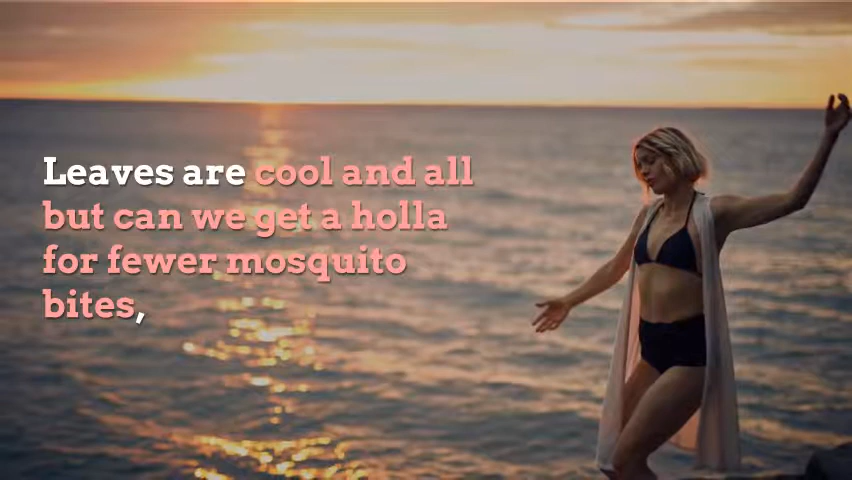 Leaves are cool and all
but can we get a holla
for fewer mosquito
bites,